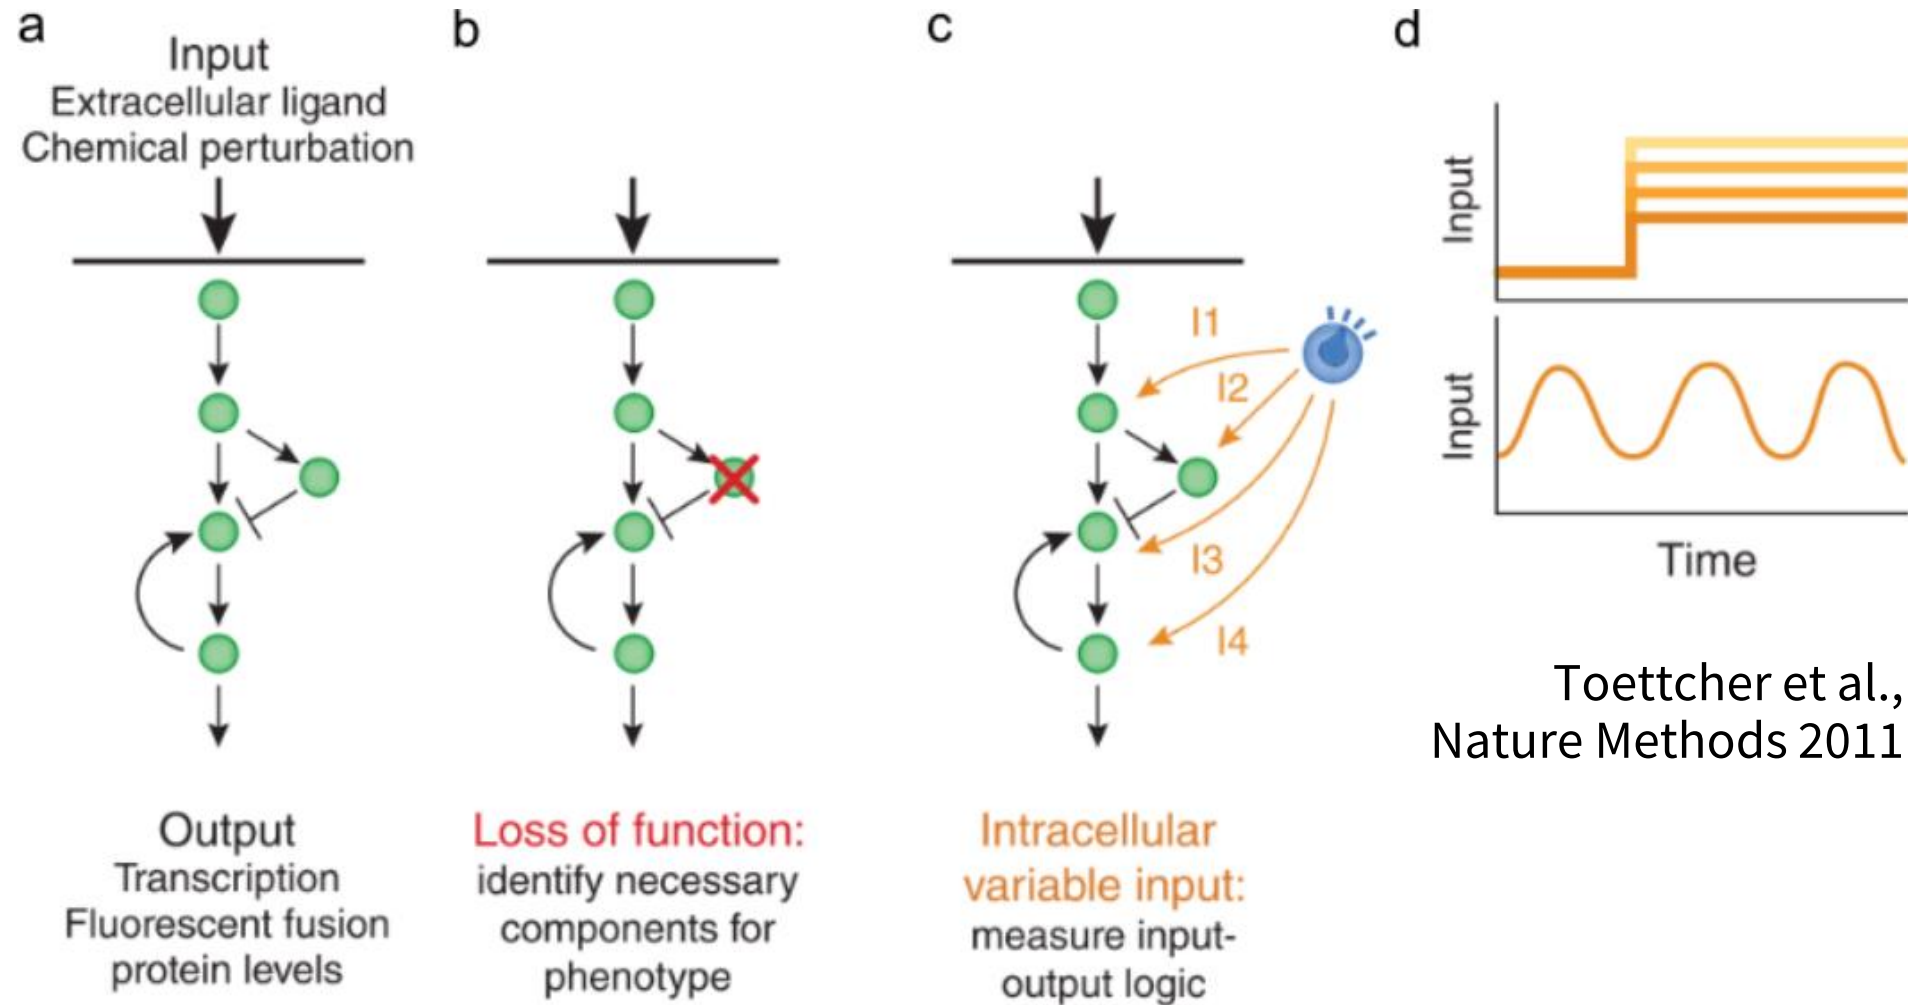 a
Input
Extracellular ligand
Chemical perturbation
Output
Transcription
Fluorescent fusion
protein levels
b
Loss of function:
identify necessary
components for
phenotype
c
I1
I2
I3
I4
Intracellular
variable input:
measure input-
output logic
d
Input
Input
Time
Toettcher et al.,
Nature Methods 2011